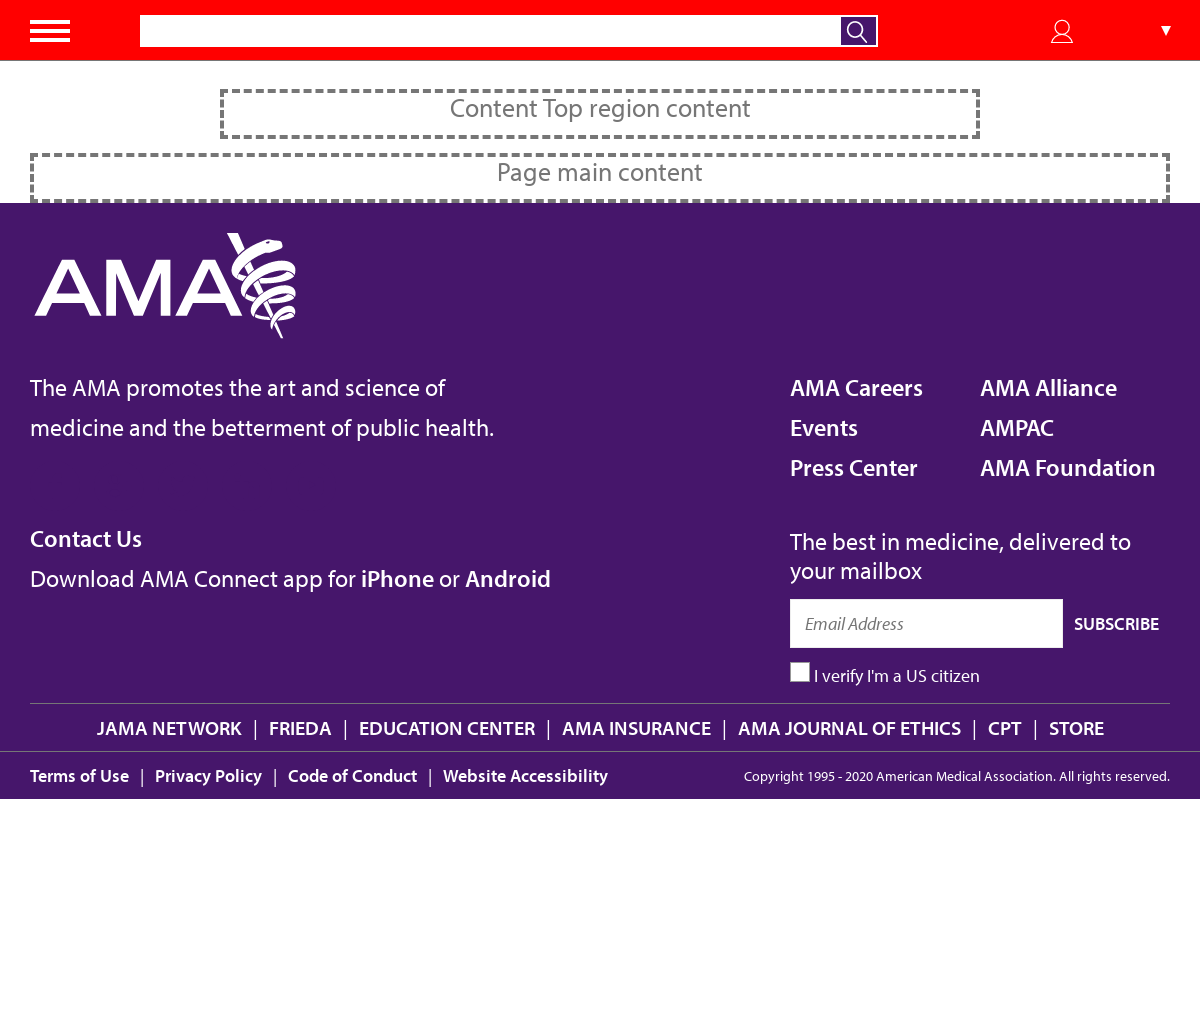 Content Top region content
Page main content
AMA
The AMA promotes the art and science of
medicine and the betterment of public health.
AMA Careers
Events
Press Center
AMA Alliance
AMPAC
AMA Foundation
Contact Us
Download AMA Connect app for iPhone or Android
The best in medicine, delivered to
your mailbox
Email Address
SUBSCRIBE
I verify I'm a US citizen
JAMA NETWORK | FRIEDA | EDUCATION CENTER | AMA INSURANCE | AMA JOURNAL OF ETHICS | CPT | STORE
Terms of Use | Privacy Policy | Code of Conduct | Website Accessibility
Copyright 1995 - 2020 American Medical Association. All rights reserved.